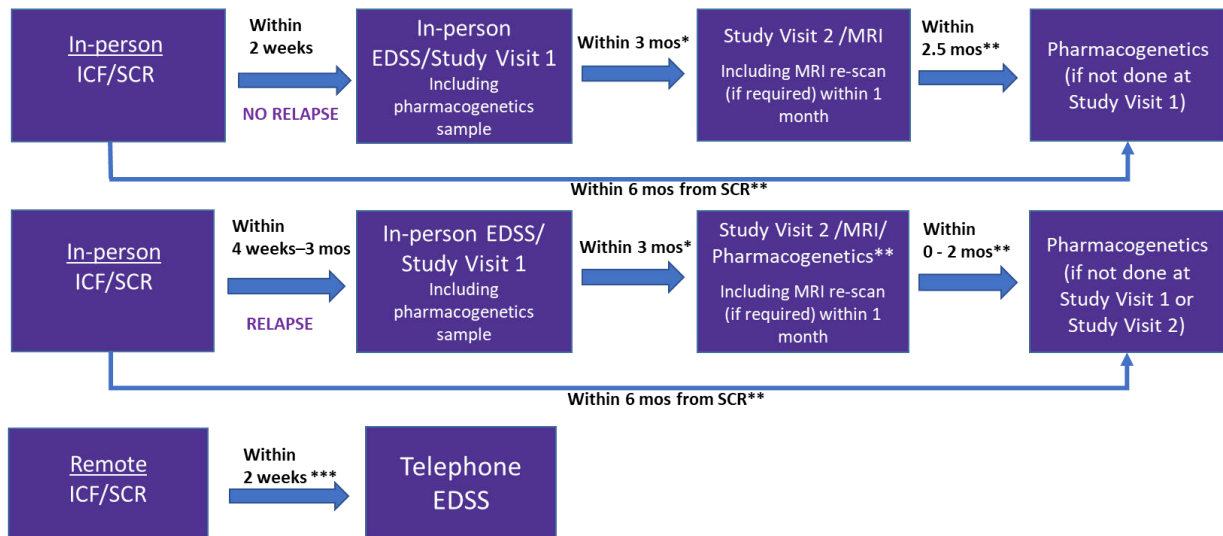 In-person
ICF/SCR
Within
2 weeks
NO RELAPSE
In-person
EDSS/Study Visit 1
Including
pharmacogenetics
sample
Within 3 mos*
Study Visit 2 /MRI
Including MRI re-scan
(if required) within 1
month
Within
2.5 mos**
Pharmacogenetics
(if not done at
Study Visit 1)
Within 6 mos from SCR**
In-person
ICF/SCR
Within
4 weeks–3 mos
RELAPSE
In-person EDSS/
Study Visit 1
Including
pharmacogenetics
sample
Within 3 mos*
Study Visit 2 /MRI/
Pharmacogenetics**
Including MRI re-scan
(if required) within 1
month
Within
0 - 2 mos**
Pharmacogenetics
(if not done at
Study Visit 1 or
Study Visit 2)
Within 6 mos from SCR**
Remote
ICF/SCR
Within
2 weeks ***
Telephone
EDSS